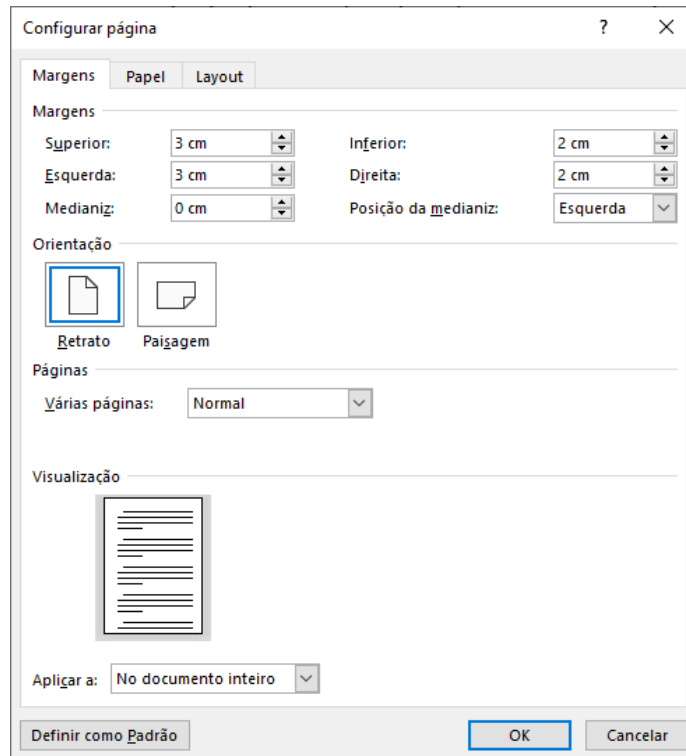 Configurar página ?
Margens Papel Layout
Margens
Superior: 3 cm Inferior: 2 cm
Esquerda: 3 cm Direita: 2 cm
Medianiz: 0 cm Posição da medianiz: Esquerda
Orientação
Retrato Paisagem
Páginas
Várias páginas: Normal
Visualização
Aplicar a: No documento inteiro
Definir como Padrão OK Cancelar